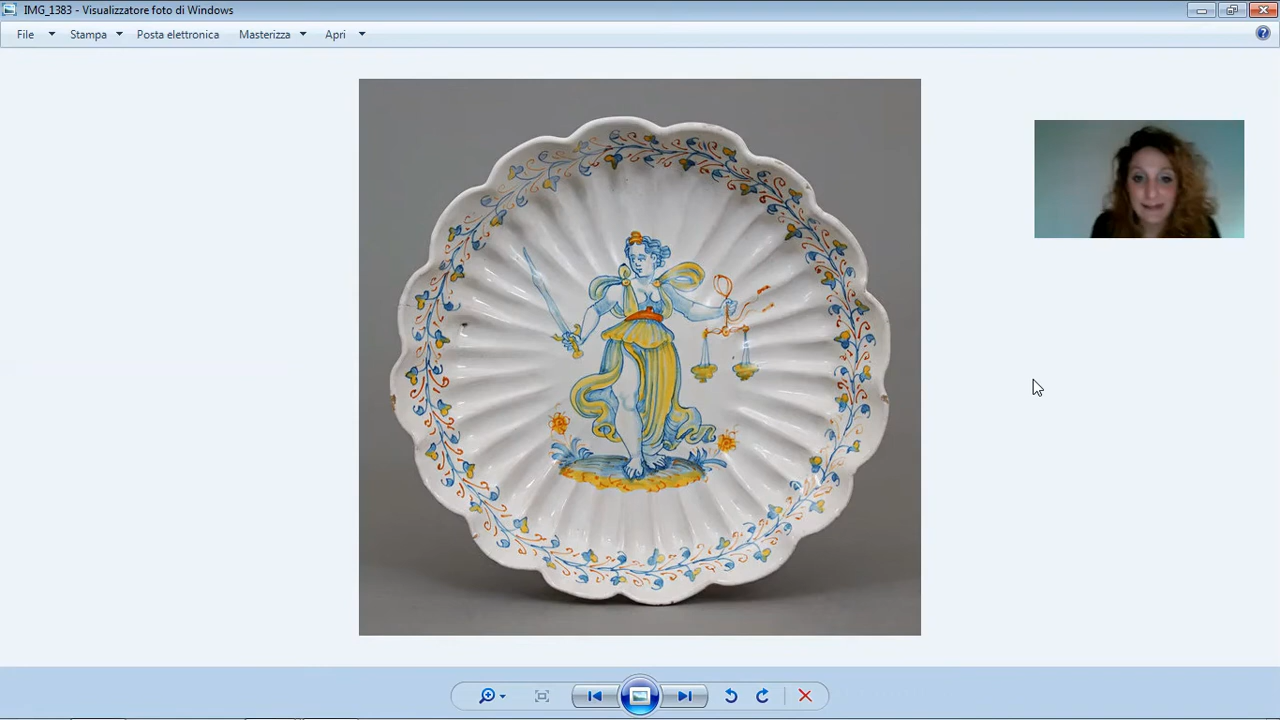 IMG_1383 - Visualizzatore foto di Windows
File Stampa Posta elettronica Masterizza Apri